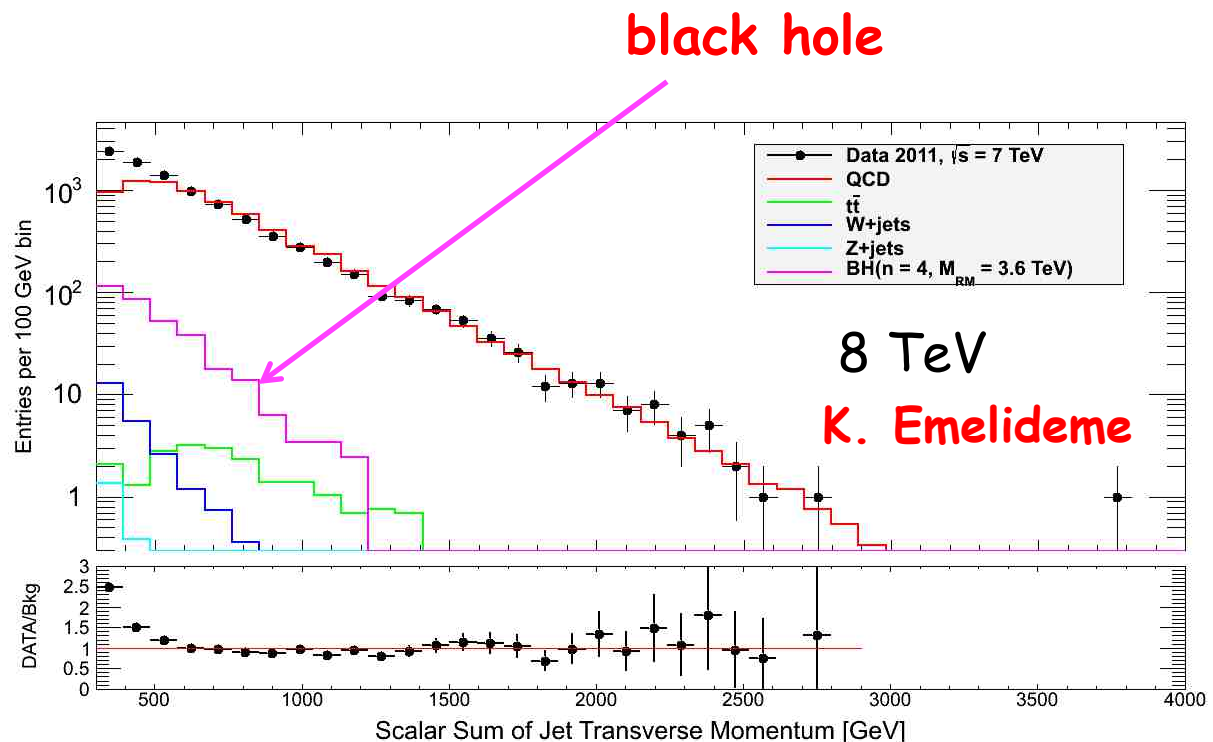 black hole
Data 2011, √s = 7 TeV
QCD
tt̄
W+jets
Z+jets
BH(n = 4, M_RM = 3.6 TeV)
8 TeV
K. Emelideme
Entries per 100 GeV bin
10³
10²
10
1
DATA/Bkg
3
2.5
2
1.5
1
0.5
0
500 1000 1500 2000 2500 3000 3500 4000
Scalar Sum of Jet Transverse Momentum [GeV]